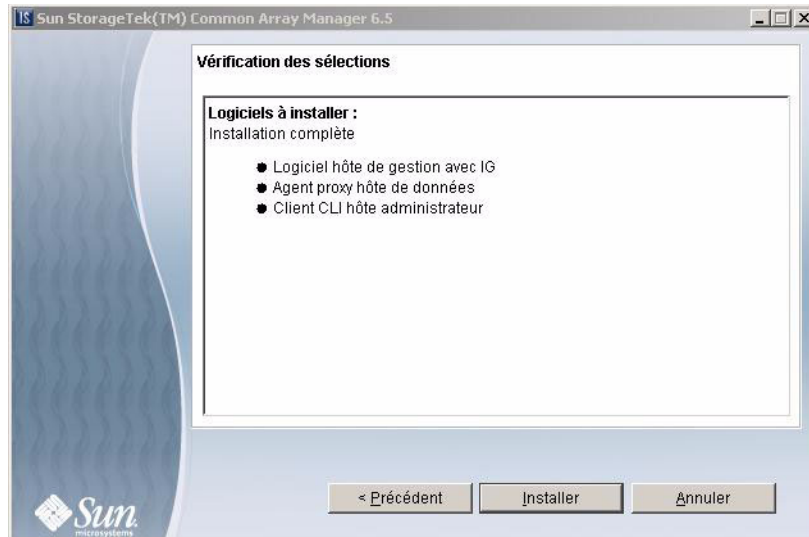 Sun StorageTek(TM) Common Array Manager 6.5
Vérification des sélections
Logiciels à installer :
Installation complète
Logiciel hôte de gestion avec IG
Agent proxy hôte de données
Client CLI hôte administrateur
< Précédent
Installer
Annuler
Sun
microsystems